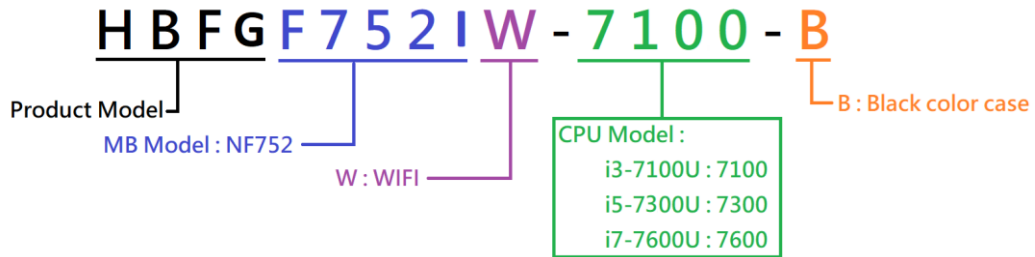 HBFGF752IW-7100-B
Product Model
B : Black color case
MB Model : NF752
CPU Model :
W : WIFI
i3-7100U : 7100
i5-7300U : 7300
i7-7600U : 7600